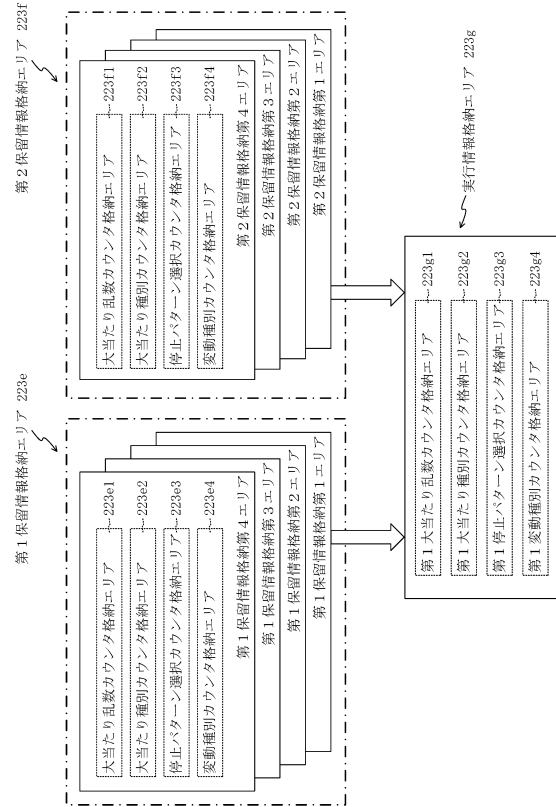 第１保留情報格納エリア 223e
大当たり乱数カウンタ格納エリア 223e1
大当たり種別カウンタ格納エリア 223e2
停止パターン選択カウンタ格納エリア 223e3
変動種別カウンタ格納エリア 223e4
第１保留情報格納第４エリア
第１保留情報格納第３エリア
第１保留情報格納第２エリア
第１保留情報格納第１エリア
第２保留情報格納エリア 223f
大当たり乱数カウンタ格納エリア 223f1
大当たり種別カウンタ格納エリア 223f2
停止パターン選択カウンタ格納エリア 223f3
変動種別カウンタ格納エリア 223f4
第２保留情報格納第４エリア
第２保留情報格納第３エリア
第２保留情報格納第２エリア
第２保留情報格納第１エリア
実行情報格納エリア 223g
第１大当たり乱数カウンタ格納エリア 223g1
第１大当たり種別カウンタ格納エリア 223g2
第１停止パターン選択カウンタ格納エリア 223g3
第１変動種別カウンタ格納エリア 223g4